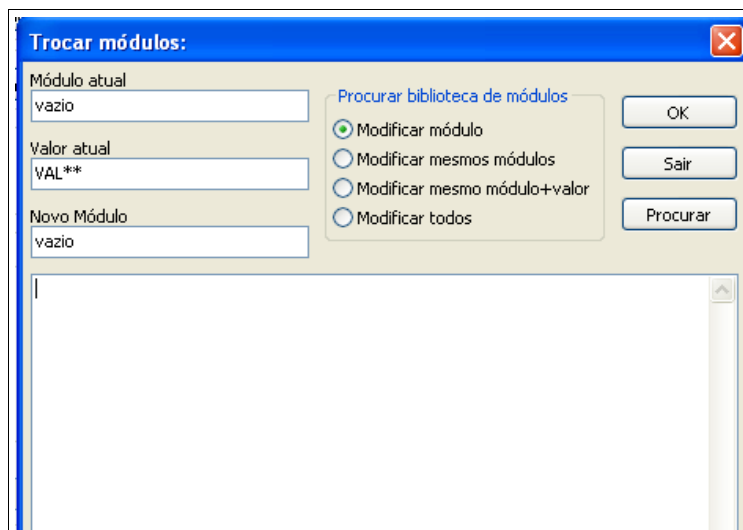 Trocar módulos:
Módulo atual
vazio
Valor atual
VAL**
Novo Módulo
vazio
Procurar biblioteca de módulos
Modificar módulo
Modificar mesmos módulos
Modificar mesmo módulo+valor
Modificar todos
OK
Sair
Procurar